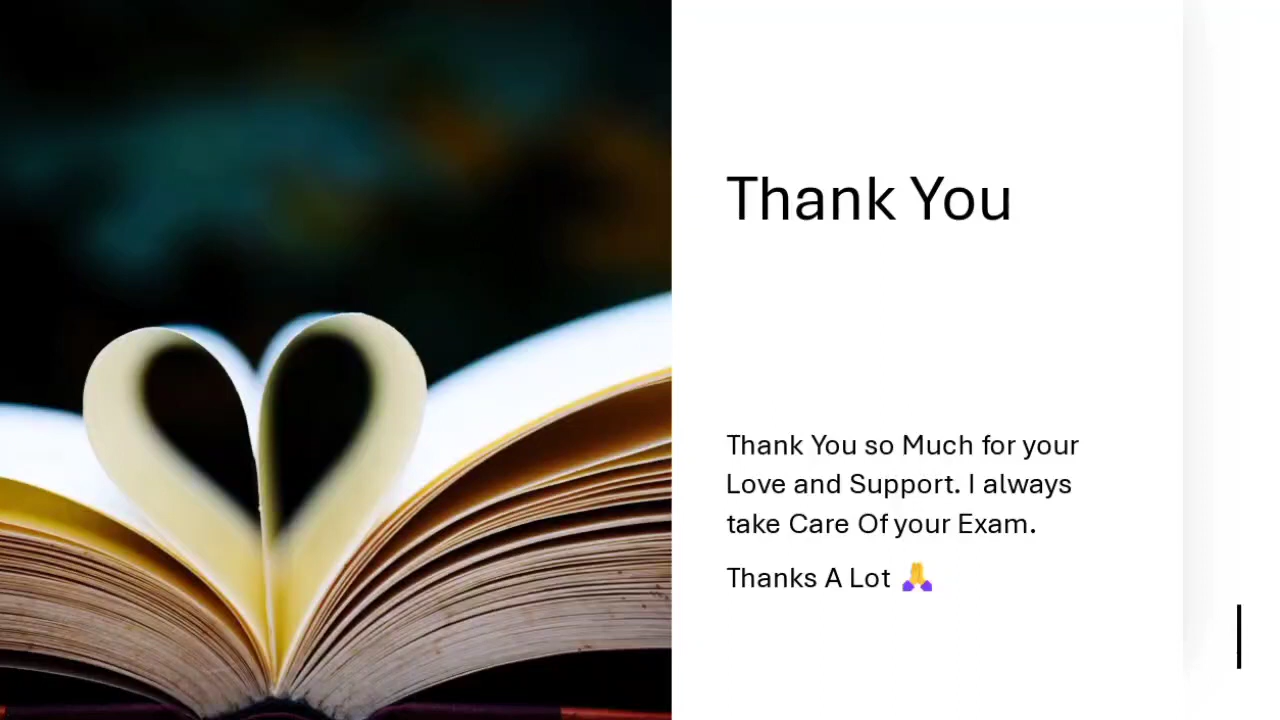 Thank You
Thank You so Much for your
Love and Support. I always
take Care Of your Exam.
Thanks A Lot 🙏